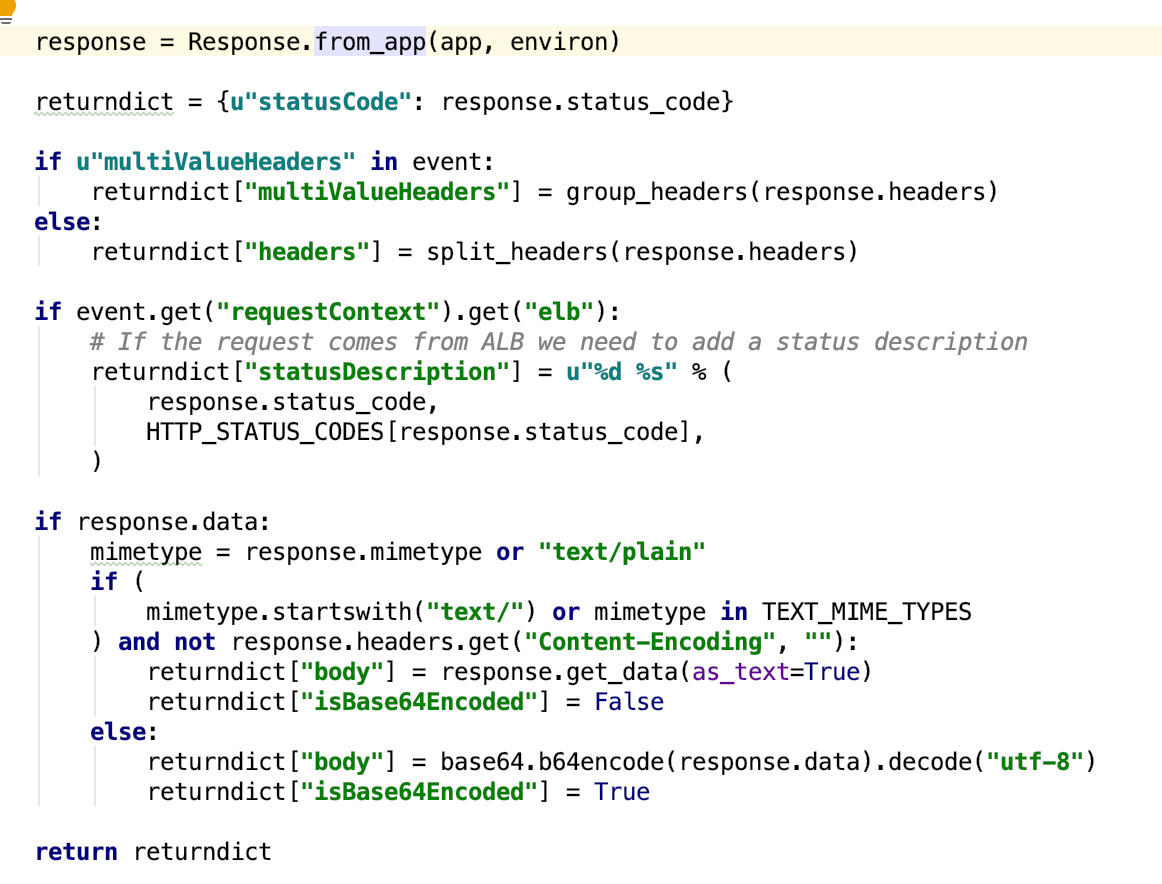 response = Response.from_app(app, environ)
returndict = {u"statusCode": response.status_code}
if u"multiValueHeaders" in event:
    returndict["multiValueHeaders"] = group_headers(response.headers)
else:
    returndict["headers"] = split_headers(response.headers)
if event.get("requestContext").get("elb"):
    # If the request comes from ALB we need to add a status description
    returndict["statusDescription"] = u"%d %s" % (
        response.status_code,
        HTTP_STATUS_CODES[response.status_code],
    )
if response.data:
    mimetype = response.mimetype or "text/plain"
    if (
        mimetype.startswith("text/") or mimetype in TEXT_MIME_TYPES
    ) and not response.headers.get("Content-Encoding", ""):
        returndict["body"] = response.get_data(as_text=True)
        returndict["isBase64Encoded"] = False
    else:
        returndict["body"] = base64.b64encode(response.data).decode("utf-8")
        returndict["isBase64Encoded"] = True
return returndict